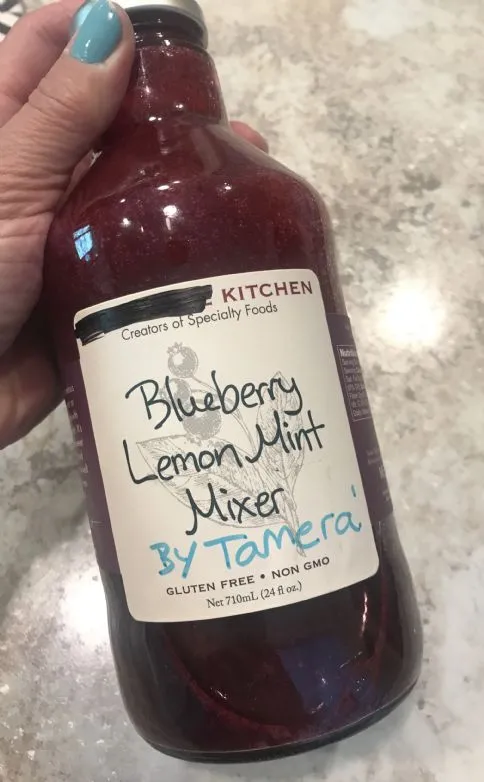 KITCHEN
Creators of Specialty Foods
Blueberry
Lemon Mint
Mixer
BY Tamera'
GLUTEN FREE • NON GMO
Net 710mL (24 fl oz.)